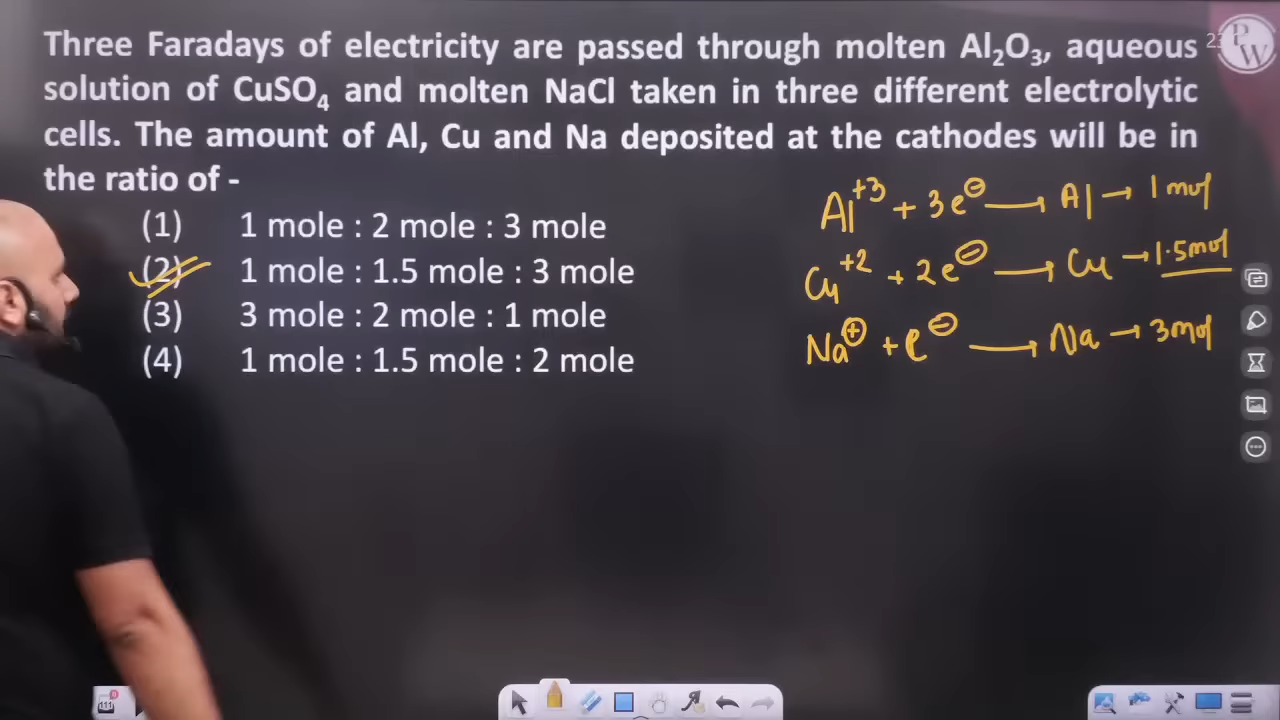 Three Faradays of electricity are passed through molten Al₂O₃, aqueous
solution of CuSO₄ and molten NaCl taken in three different electrolytic
cells. The amount of Al, Cu and Na deposited at the cathodes will be in
the ratio of -
(1) 1 mole : 2 mole : 3 mole
(2) 1 mole : 1.5 mole : 3 mole
(3) 3 mole : 2 mole : 1 mole
(4) 1 mole : 1.5 mole : 2 mole
Al⁺³ + 3e⊖ → Al → 1 mol
Cu⁺² + 2e⊖ → Cu → 1.5mol
Na⊕ + e⊖ → Na → 3mol
PW